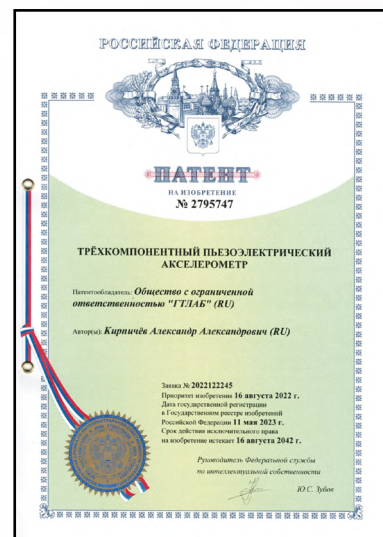 РОССИЙСКАЯ ФЕДЕРАЦИЯ
ПАТЕНТ
НА ИЗОБРЕТЕНИЕ
№ 2795747
ТРЁХКОМПОНЕНТНЫЙ ПЬЕЗОЭЛЕКТРИЧЕСКИЙ
АКСЕЛЕРОМЕТР
Патентообладатель: Общество с ограниченной
ответственностью "ГТЛАБ" (RU)
Автор(ы): Кирпичёв Александр Александрович (RU)
Заявка № 2022122245
Приоритет изобретения 16 августа 2022 г.
Дата государственной регистрации
в Государственном реестре изобретений
Российской Федерации 11 мая 2023 г.
Срок действия исключительного права
на изобретение истекает 16 августа 2042 г.
Руководитель Федеральной службы
по интеллектуальной собственности
Ю.С. Зубов